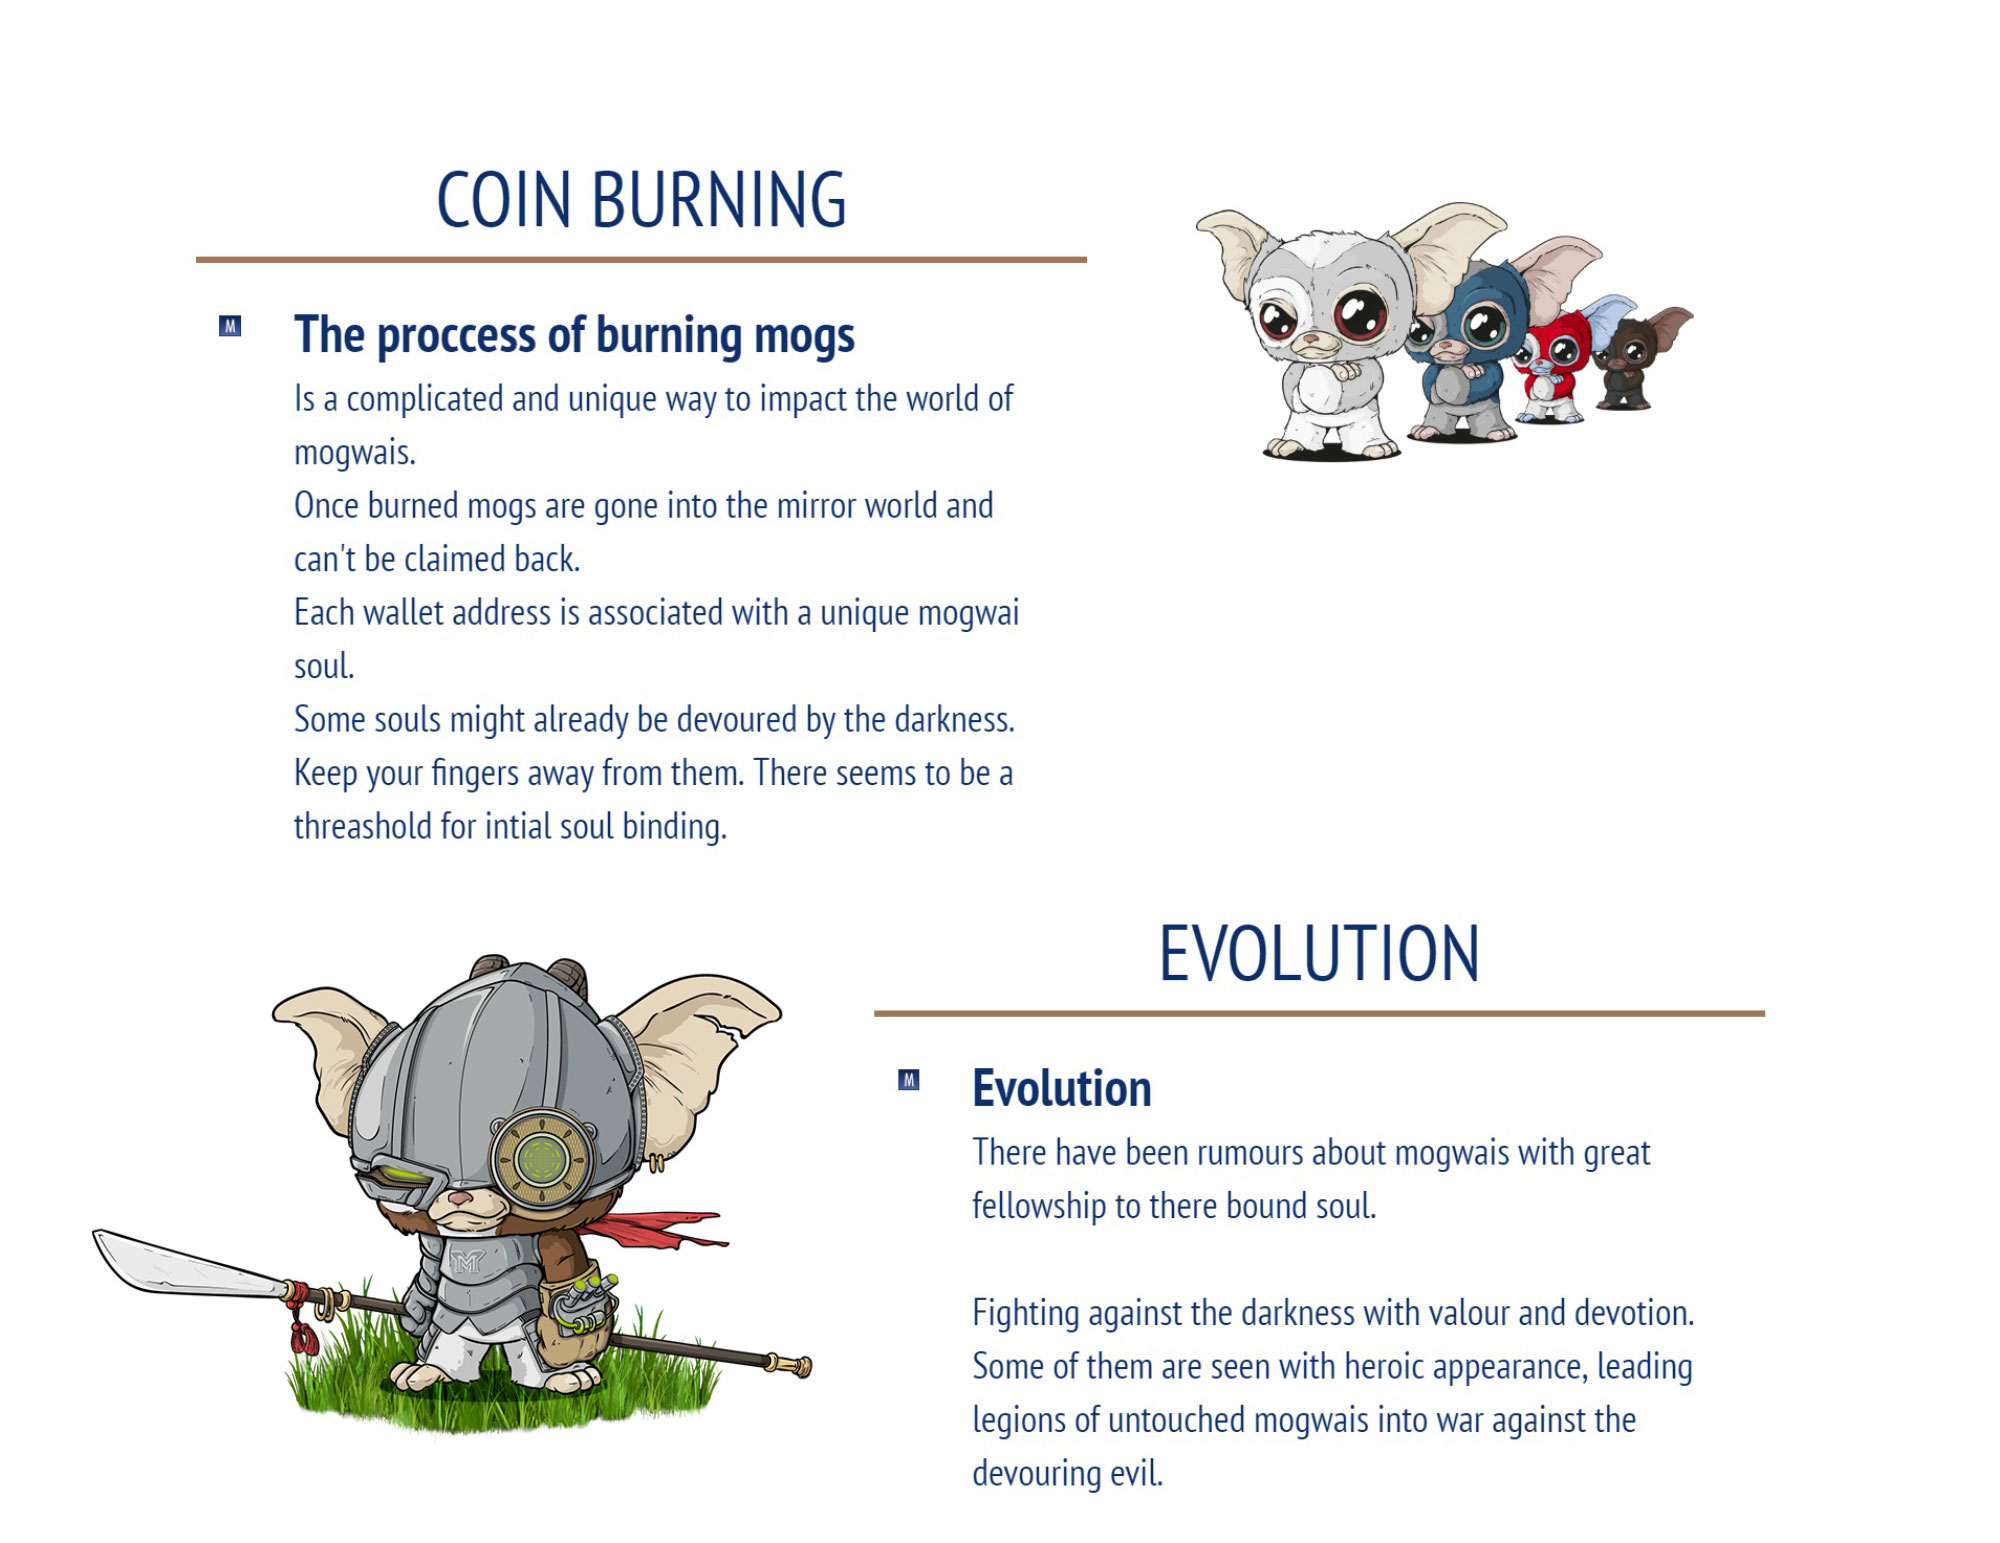 COIN BURNING
M
The proccess of burning mogs
Is a complicated and unique way to impact the world of
mogwais.
Once burned mogs are gone into the mirror world and
can't be claimed back.
Each wallet address is associated with a unique mogwai
soul.
Some souls might already be devoured by the darkness.
Keep your fingers away from them. There seems to be a
threashold for intial soul binding.
EVOLUTION
M
Evolution
There have been rumours about mogwais with great
fellowship to there bound soul.
Fighting against the darkness with valour and devotion.
Some of them are seen with heroic appearance, leading
legions of untouched mogwais into war against the
devouring evil.
M